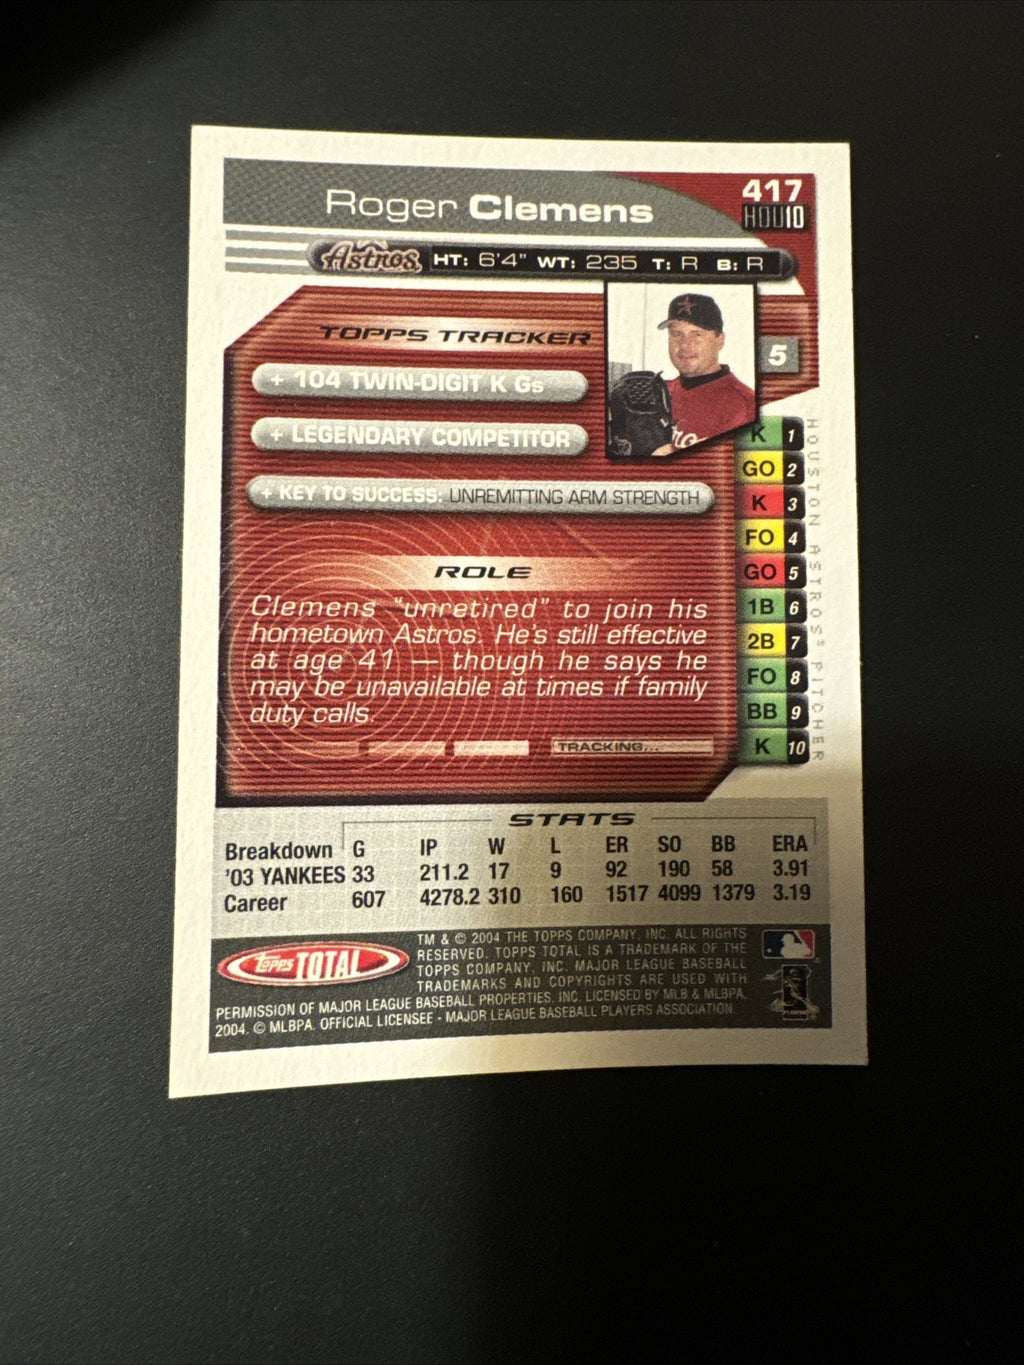 Roger Clemens
417
HOU10
Astros HT: 6'4" WT: 235 T: R B: R
TOPPS TRACKER
+ 104 TWIN-DIGIT K Gs
+ LEGENDARY COMPETITOR
+ KEY TO SUCCESS: UNREMITTING ARM STRENGTH
5
K 1
GO 2
K 3
FO 4
GO 5
1B 6
2B 7
FO 8
BB 9
K 10
HOUSTON ASTROS® PITCHER
ROLE
Clemens "unretired" to join his
hometown Astros. He's still effective
at age 41 — though he says he
may be unavailable at times if family
duty calls.
TRACKING...
STATS
Breakdown G IP W L ER SO BB ERA
'03 YANKEES 33 211.2 17 9 92 190 58 3.91
Career 607 4278.2 310 160 1517 4099 1379 3.19
topps TOTAL
TM & © 2004 THE TOPPS COMPANY, INC. ALL RIGHTS
RESERVED. TOPPS TOTAL IS A TRADEMARK OF THE
TOPPS COMPANY, INC. MAJOR LEAGUE BASEBALL
TRADEMARKS AND COPYRIGHTS ARE USED WITH
PERMISSION OF MAJOR LEAGUE BASEBALL PROPERTIES, INC. LICENSED BY MLB & MLBPA,
2004. © MLBPA. OFFICIAL LICENSEE - MAJOR LEAGUE BASEBALL PLAYERS ASSOCIATION.